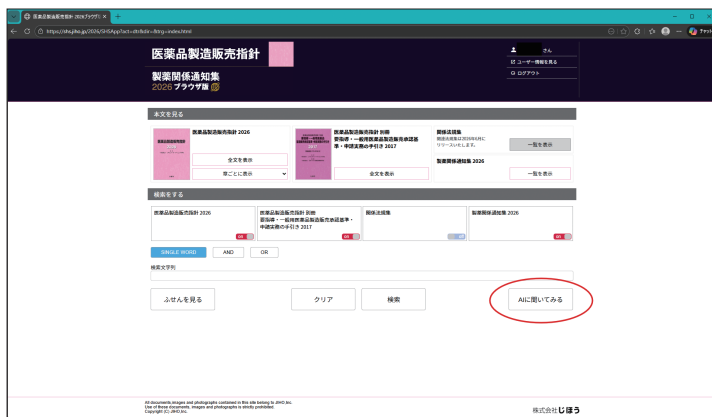 医薬品製造販売指針 2026ブラウザ版
https://shs.jiho.jp/2026/SHSApp?act=dtr&dir=&trg=index.html
医薬品製造販売指針
製薬関係通知集
2026 ブラウザ版
さん
ユーザー情報を見る
ログアウト
本文を見る
医薬品製造販売指針 2026
全文を表示
章ごとに表示
医薬品製造販売指針 別冊
要指導・一般用医薬品製造販売承認基
準・申請実務の手引き 2017
全文を表示
関係法規集
関連法規集は2026年6月に
リリースいたします。
一覧を表示
製薬関係通知集 2026
一覧を表示
検索をする
医薬品製造販売指針 2026
on
医薬品製造販売指針 別冊
要指導・一般用医薬品製造販売承認基準・
申請実務の手引き 2017
on
関係法規集
製薬関係通知集 2026
on
SINGLE WORD
AND
OR
検索文字列
ふせんを見る
クリア
検索
AIに聞いてみる
All documents,images and photographs contained in this site belong to JIHO,Inc.
Use of these documents, images and photographs is strictly prohibited.
Copyright (C) JIHO,Inc.
株式会社じほう